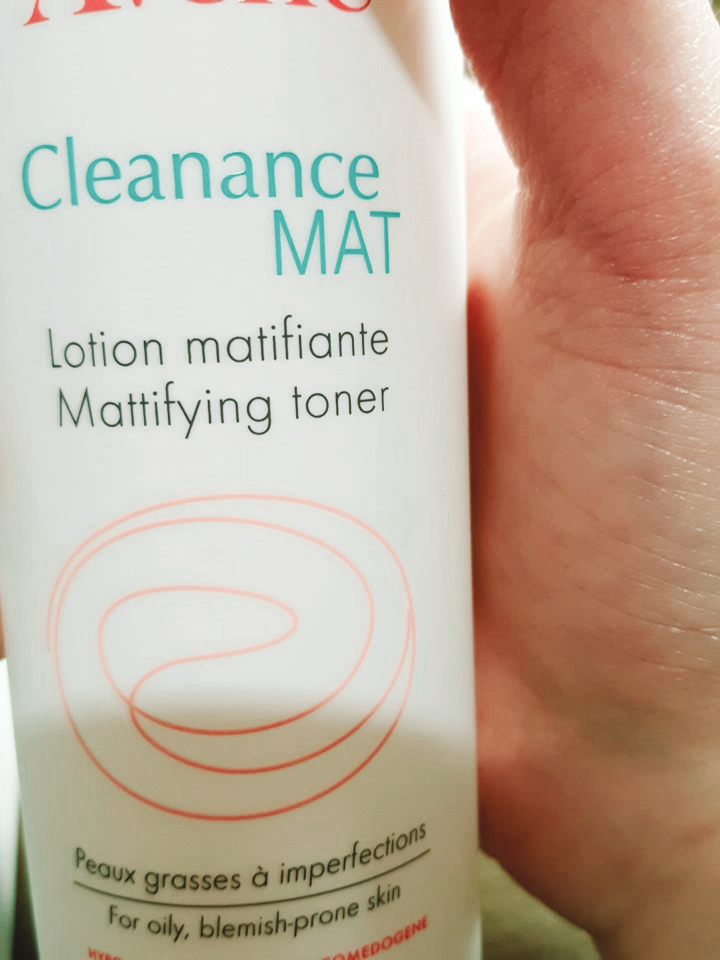 Cleanance
MAT
Lotion matifiante
Mattifying toner
Peaux grasses à imperfections
For oily, blemish-prone skin